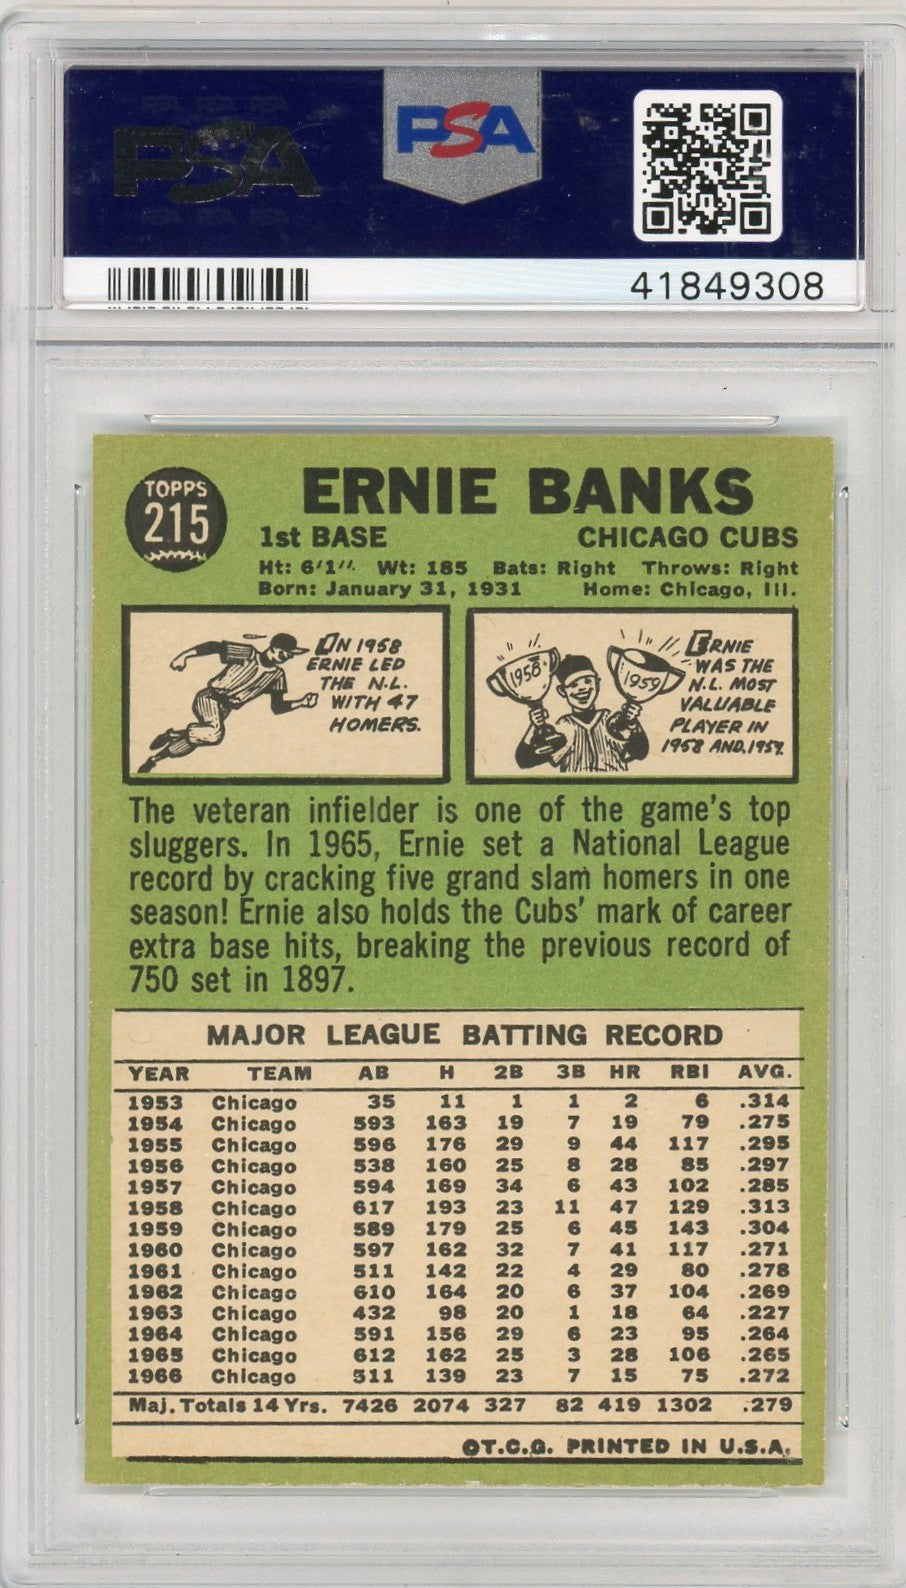 PSA
PSA
41849308
TOPPS
215
ERNIE BANKS
1st BASE CHICAGO CUBS
Ht: 6'1". Wt: 185 Bats: Right Throws: Right
Born: January 31, 1931 Home: Chicago, Ill.
IN 1958
ERNIE LED
THE N.L.
WITH 47
HOMERS.
1958
1959
ERNIE
WAS THE
N.L. MOST
VALUABLE
PLAYER IN
1958 AND 1959.
The veteran infielder is one of the game's top
sluggers. In 1965, Ernie set a National League
record by cracking five grand slam homers in one
season! Ernie also holds the Cubs' mark of career
extra base hits, breaking the previous record of
750 set in 1897.
MAJOR LEAGUE BATTING RECORD
YEAR TEAM AB H 2B 3B HR RBI AVG.
1953 Chicago 35 11 1 1 2 6 .314
1954 Chicago 593 163 19 7 19 79 .275
1955 Chicago 596 176 29 9 44 117 .295
1956 Chicago 538 160 25 8 28 85 .297
1957 Chicago 594 169 34 6 43 102 .285
1958 Chicago 617 193 23 11 47 129 .313
1959 Chicago 589 179 25 6 45 143 .304
1960 Chicago 597 162 32 7 41 117 .271
1961 Chicago 511 142 22 4 29 80 .278
1962 Chicago 610 164 20 6 37 104 .269
1963 Chicago 432 98 20 1 18 64 .227
1964 Chicago 591 156 29 6 23 95 .264
1965 Chicago 612 162 25 3 28 106 .265
1966 Chicago 511 139 23 7 15 75 .272
Maj. Totals 14 Yrs. 7426 2074 327 82 419 1302 .279
©T.C.G. PRINTED IN U.S.A.